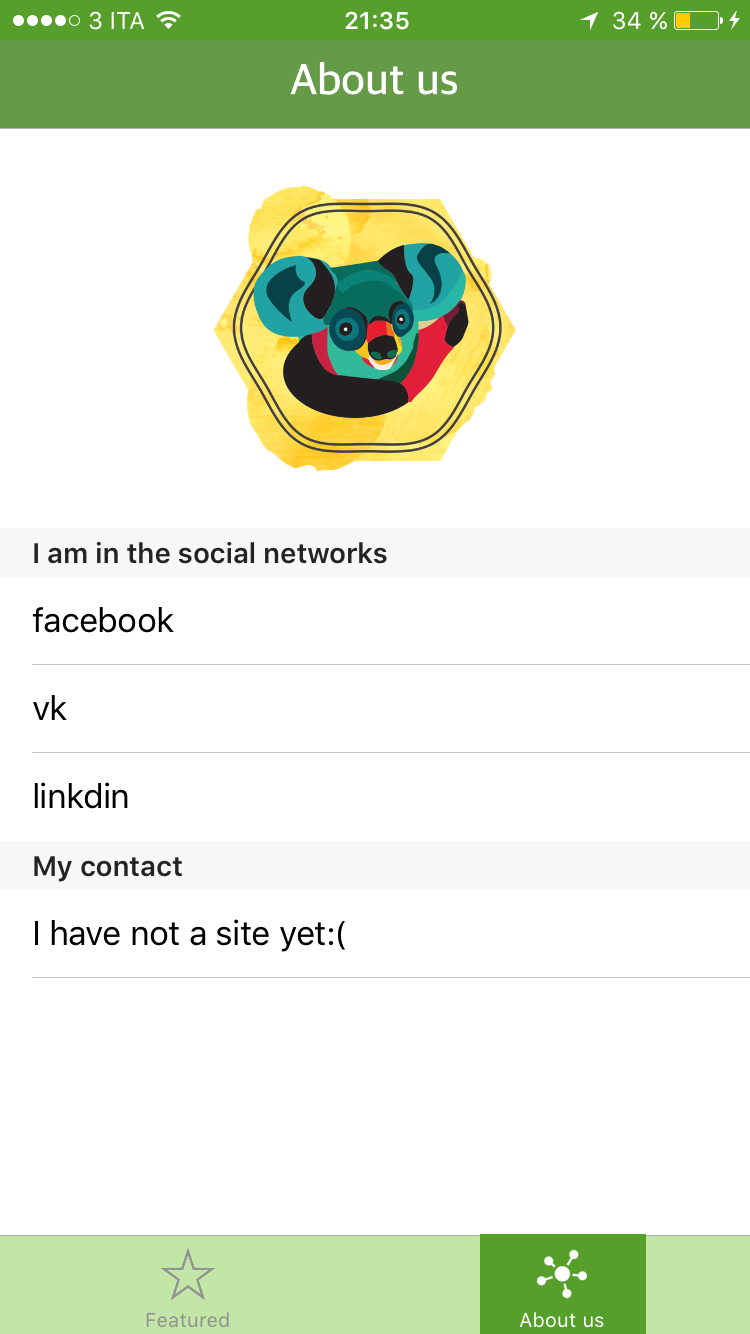 3 ITA 21:35 34 %
About us
I am in the social networks
facebook
vk
linkdin
My contact
I have not a site yet:(
Featured About us